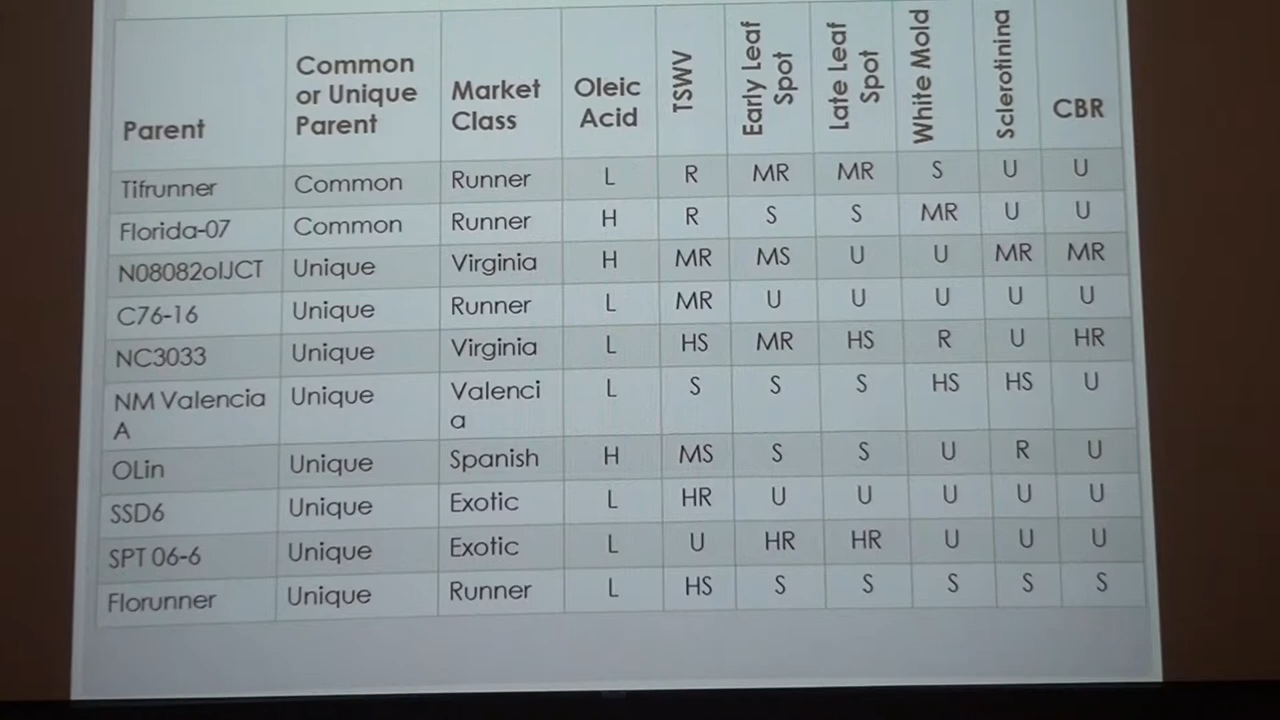 Parent Common or Unique Parent Market Class Oleic Acid TSWV Early Leaf Spot Late Leaf Spot White Mold Sclerotinina CBR
Tifrunner Common Runner L R MR MR S U U
Florida-07 Common Runner H R S S MR U U
N08082olJCT Unique Virginia H MR MS U U MR MR
C76-16 Unique Runner L MR U U U U U
NC3033 Unique Virginia L HS MR HS R U HR
NM Valencia A Unique Valencia L S S S HS HS U
OLin Unique Spanish H MS S S U R U
SSD6 Unique Exotic L HR U U U U U
SPT 06-6 Unique Exotic L U HR HR U U U
Florunner Unique Runner L HS S S S S S